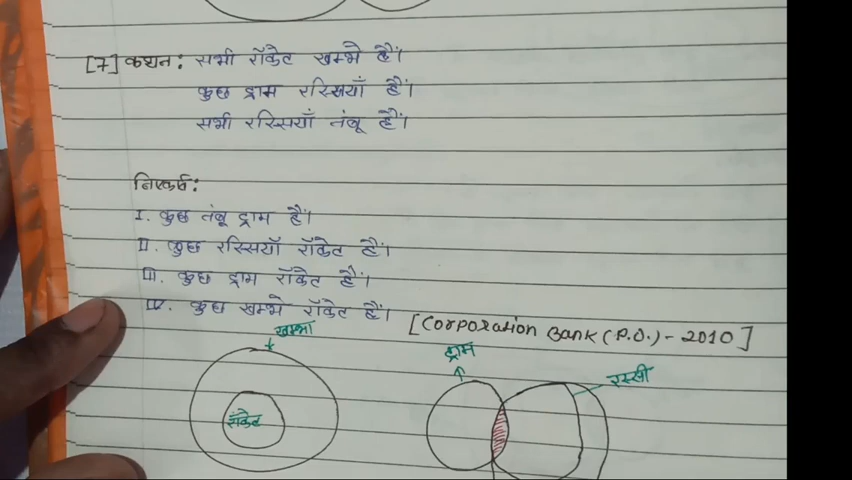 [7] कथन: सभी रॉकेट खम्भे हैं।
कुछ ड्राम रस्सियाँ हैं।
सभी रस्सियाँ तंबू हैं।
निष्कर्ष:
I. कुछ तंबू ड्राम हैं।
II. कुछ रस्सियाँ रॉकेट हैं।
III. कुछ ड्राम रॉकेट हैं।
IV. कुछ खम्भे रॉकेट हैं।
[Corporation Bank (P.O.) - 2010]
खम्भा
ड्राम
रस्सी
रॉकेट